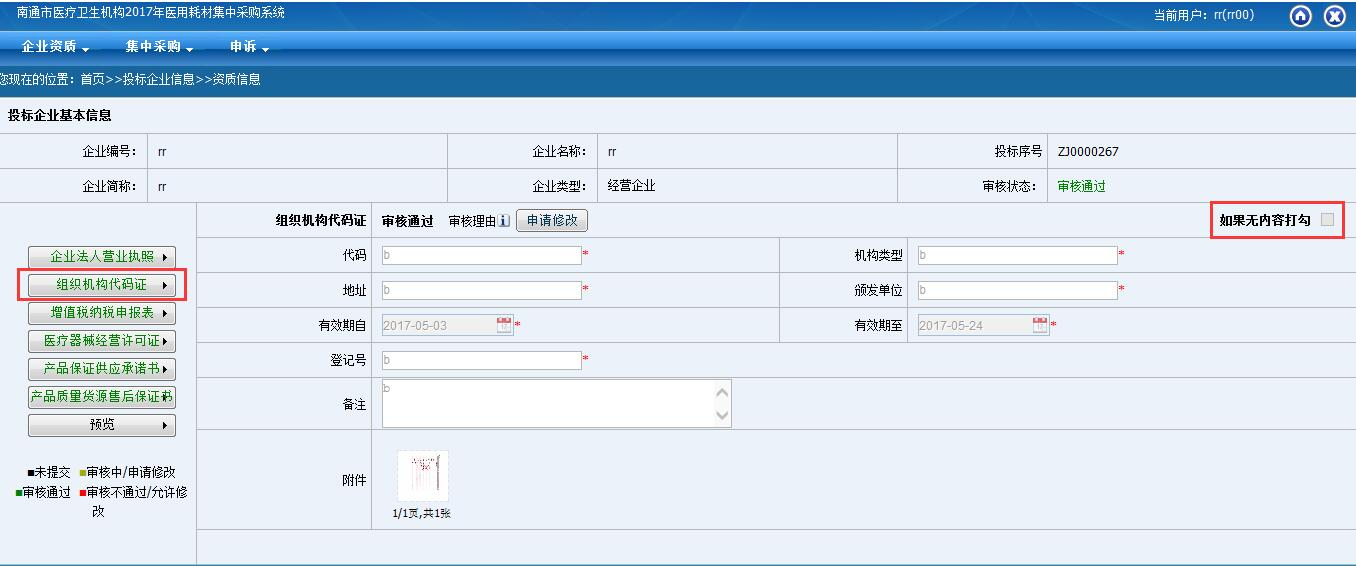 南通市医疗卫生机构2017年医用耗材集中采购系统
当前用户：rr(rr00)
企业资质 集中采购 申诉
您现在的位置：首页>>投标企业信息>>资质信息
投标企业基本信息
企业编号： rr 企业名称： rr 投标序号 ZJ0000267
企业简称： rr 企业类型： 经营企业 审核状态： 审核通过
组织机构代码证 审核通过 审核理由 申请修改 如果无内容打勾
企业法人营业执照
组织机构代码证
增值税纳税申报表
医疗器械经营许可证
产品保证供应承诺书
产品质量货源售后保证书
预览
■未提交 ■审核中/申请修改
■审核通过 ■审核不通过/允许修
改
代码 b * 机构类型 b *
地址 b * 颁发单位 b *
有效期自 2017-05-03 * 有效期至 2017-05-24 *
登记号 b *
备注 b
附件
1/1页,共1张